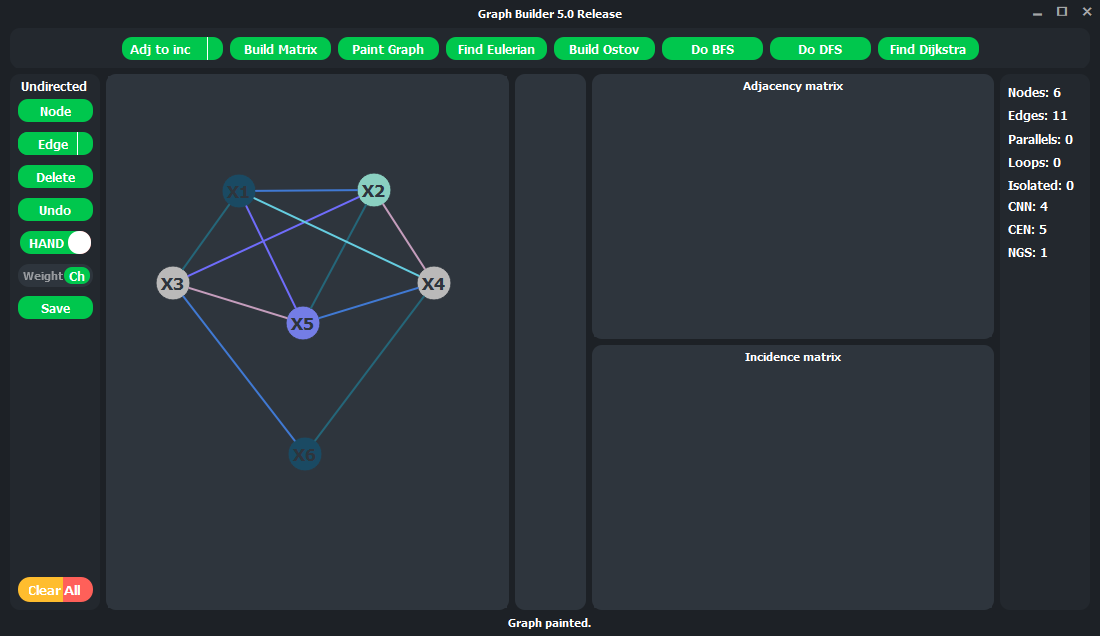 Graph Builder 5.0 Release
Adj to inc
Build Matrix
Paint Graph
Find Eulerian
Build Ostov
Do BFS
Do DFS
Find Dijkstra
Undirected
Node
Edge
Delete
Undo
HAND
Weight Ch
Save
Clear All
X1
X2
X3
X4
X5
X6
Adjacency matrix
Incidence matrix
Nodes: 6
Edges: 11
Parallels: 0
Loops: 0
Isolated: 0
CNN: 4
CEN: 5
NGS: 1
Graph painted.